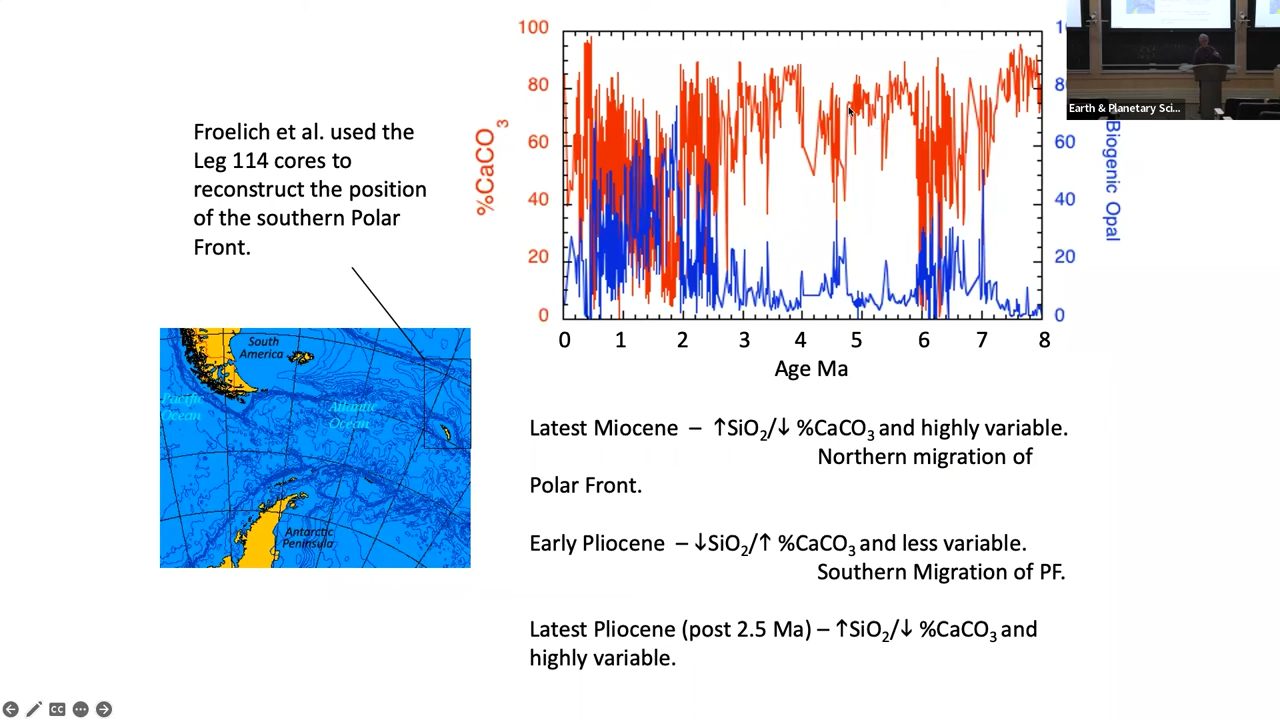 Froelich et al. used the
Leg 114 cores to
reconstruct the position
of the southern Polar
Front.
South
America
Pacific
Ocean
Atlantic
Ocean
Antarctic
Peninsula
%CaCO₃
100
80
60
40
20
0
0 1 2 3 4 5 6 7 8
Age Ma
80
60
40
20
0
Biogenic Opal
Earth & Planetary Sci...
Latest Miocene – ↑SiO₂/↓ %CaCO₃ and highly variable.
Northern migration of
Polar Front.
Early Pliocene – ↓SiO₂/↑ %CaCO₃ and less variable.
Southern Migration of PF.
Latest Pliocene (post 2.5 Ma) – ↑SiO₂/↓ %CaCO₃ and
highly variable.
CC